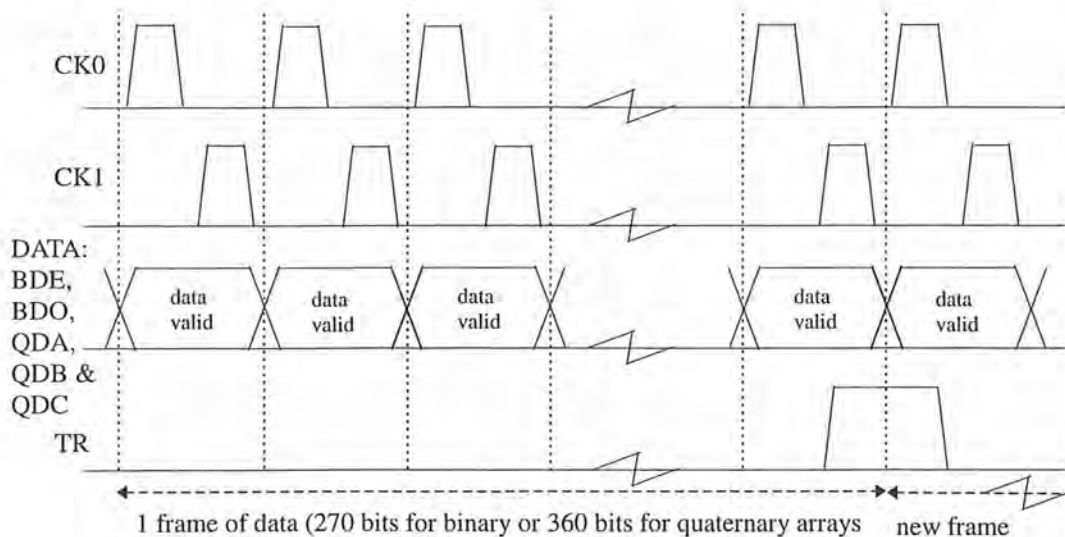 CK0
CK1
DATA:
BDE,
BDO,
QDA,
QDB &
QDC
data
valid
data
valid
data
valid
data
valid
data
valid
TR
1 frame of data (270 bits for binary or 360 bits for quaternary arrays
new frame